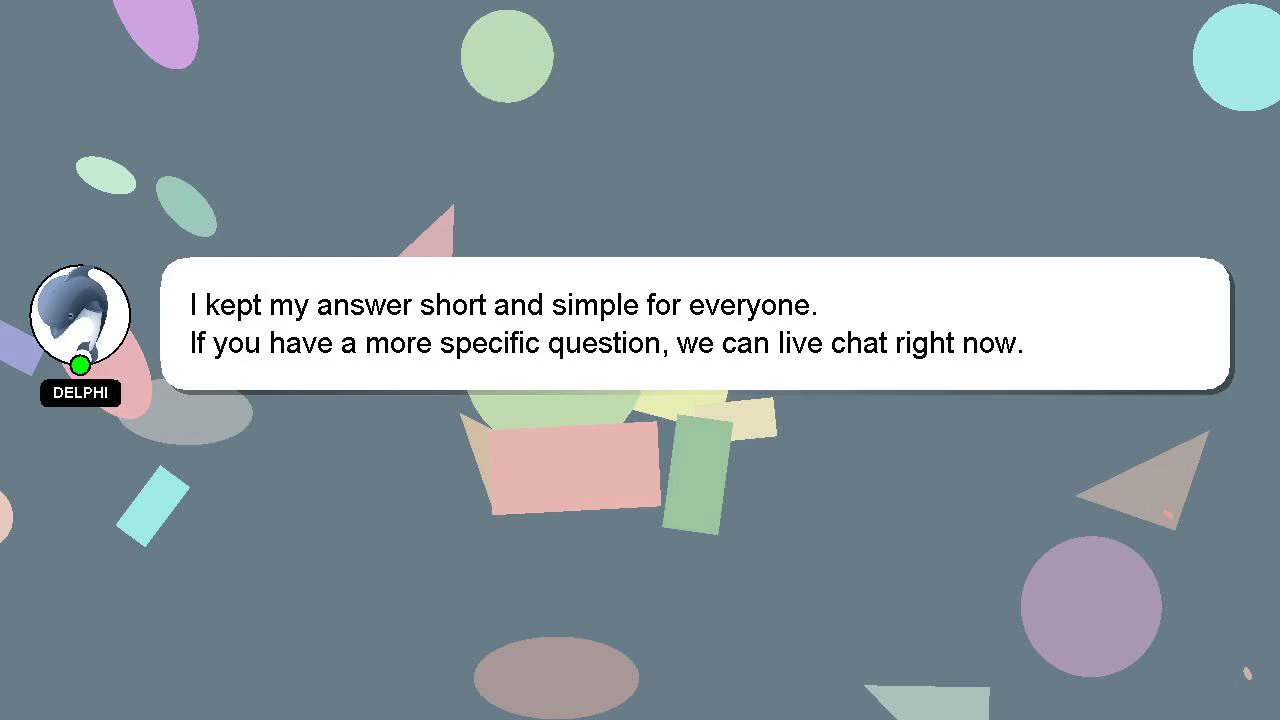 I kept my answer short and simple for everyone.
If you have a more specific question, we can live chat right now.
DELPHI